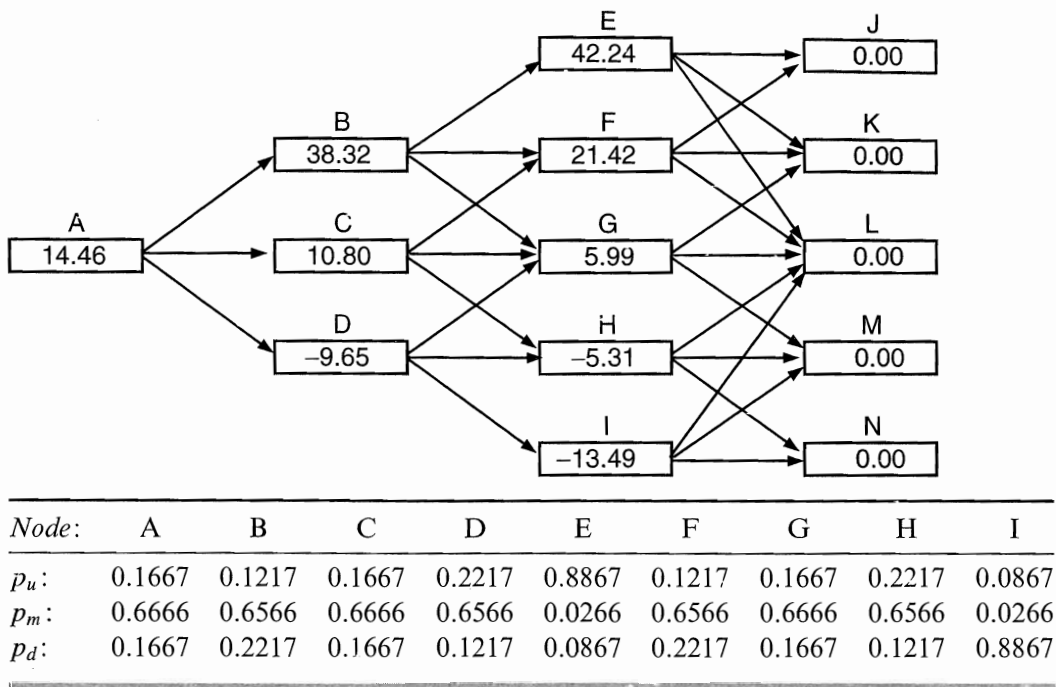 E
42.24
J
0.00
B
38.32
F
21.42
K
0.00
A
14.46
C
10.80
G
5.99
L
0.00
D
−9.65
H
−5.31
M
0.00
I
−13.49
N
0.00
Node: A B C D E F G H I
pu: 0.1667 0.1217 0.1667 0.2217 0.8867 0.1217 0.1667 0.2217 0.0867
pm: 0.6666 0.6566 0.6666 0.6566 0.0266 0.6566 0.6666 0.6566 0.0266
pd: 0.1667 0.2217 0.1667 0.1217 0.0867 0.2217 0.1667 0.1217 0.8867